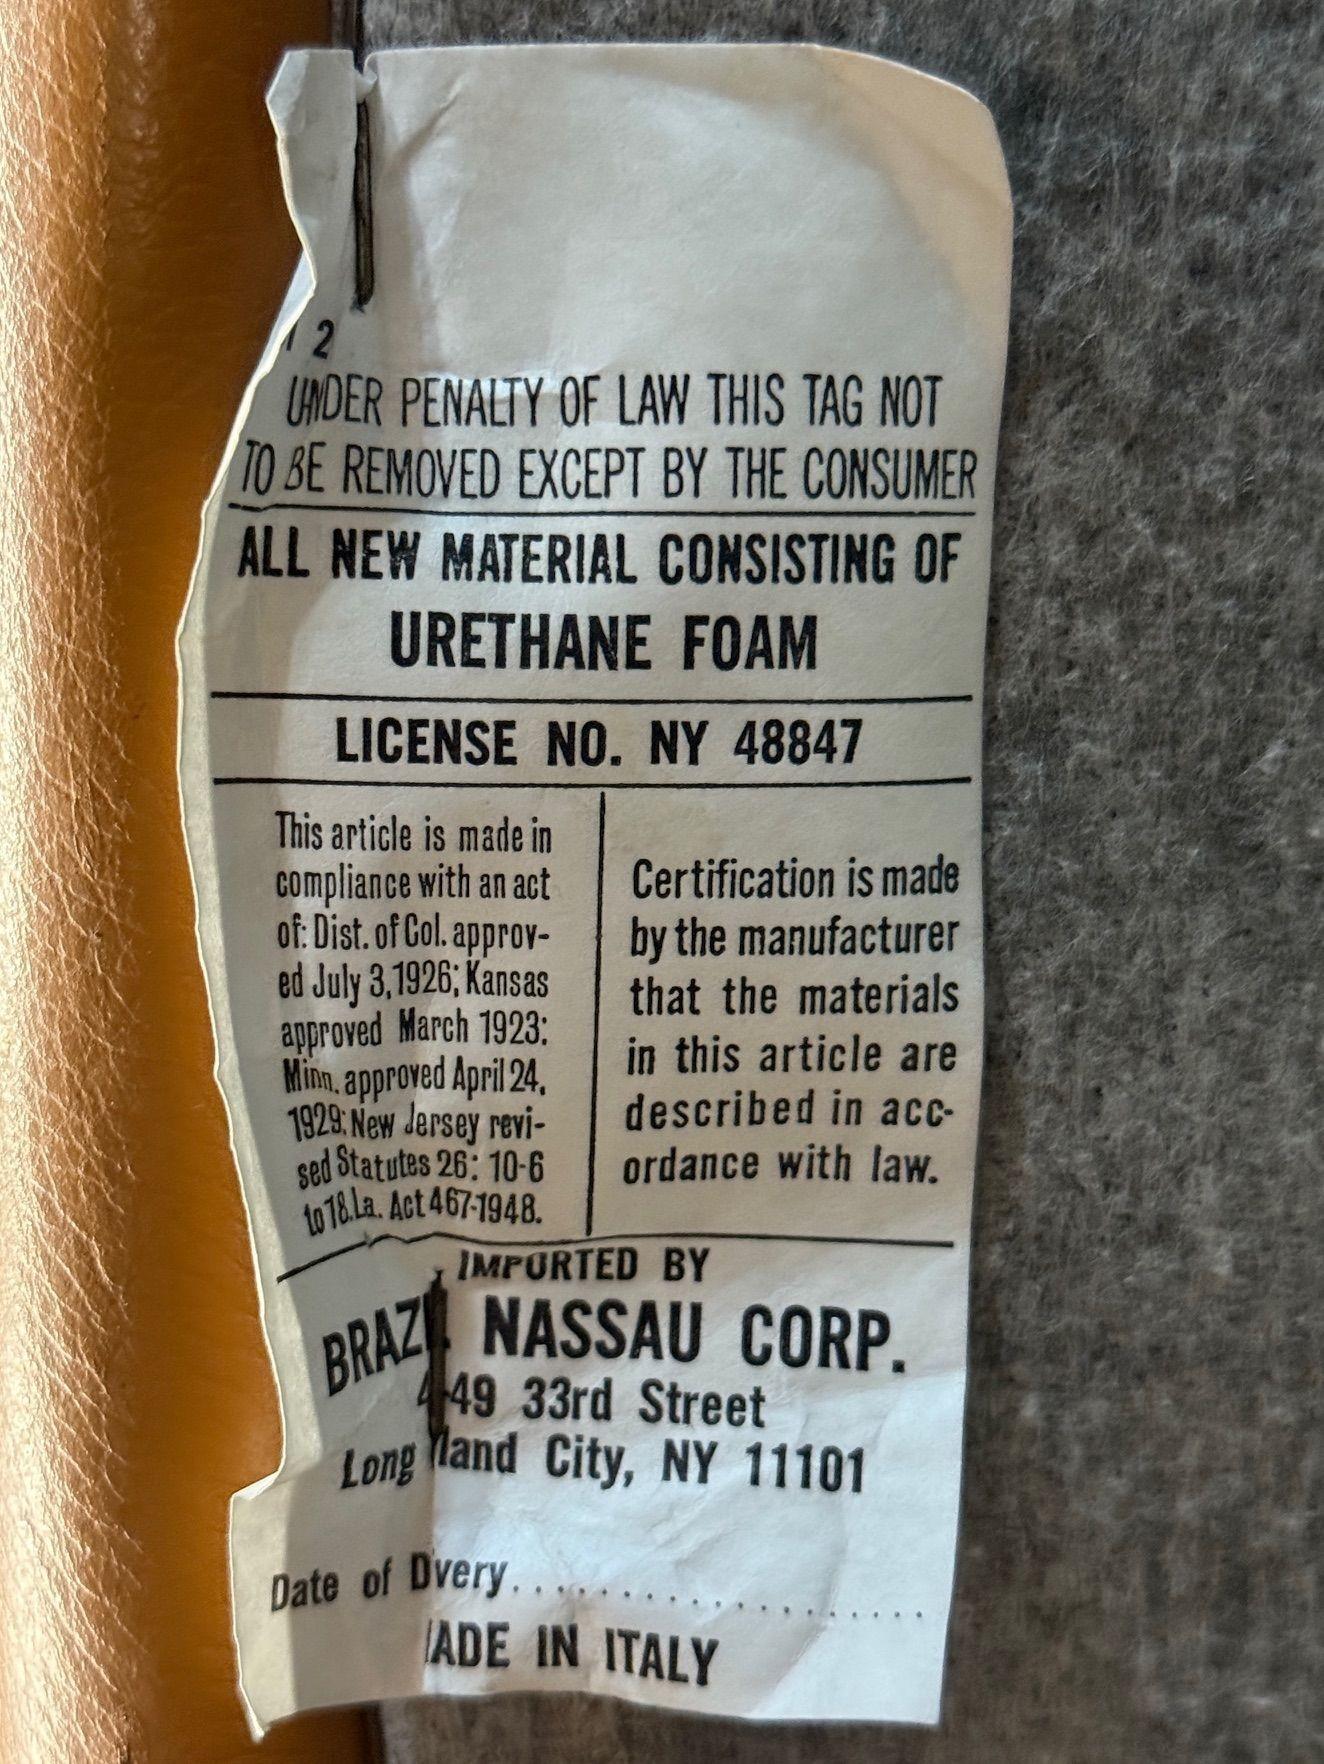 2
UNDER PENALTY OF LAW THIS TAG NOT
TO BE REMOVED EXCEPT BY THE CONSUMER
ALL NEW MATERIAL CONSISTING OF
URETHANE FOAM
LICENSE NO. NY 48847
This article is made in
compliance with an act
of: Dist. of Col. approv-
ed July 3, 1926; Kansas
approved March 1923:
Minn. approved April 24,
1929: New Jersey revi-
sed Statutes 26: 10-6
to 18. La. Act 467-1948.
Certification is made
by the manufacturer
that the materials
in this article are
described in acc-
ordance with law.
IMPORTED BY
NASSAU CORP.
33rd Street
Long City, NY 11101
Date of
IN ITALY